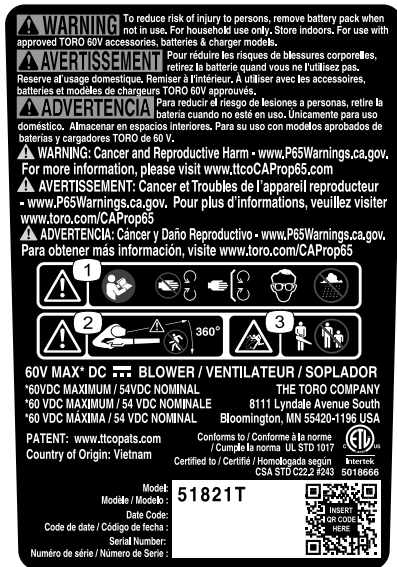 WARNING To reduce risk of injury to persons, remove battery pack when
not in use. For household use only. Store indoors. For use with
approved TORO 60V accessories, batteries & charger models.
AVERTISSEMENT Pour réduire les risques de blessures corporelles,
retirez la batterie quand vous ne l'utilisez pas.
Reserve al'usage domestique. Remiser à l'intérieur. À utiliser avec les accessoires,
batteries et modèles de chargeurs TORO 60V approuvés.
ADVERTENCIA Para reducir el riesgo de lesiones a personas, retire la
batería cuando no esté en uso. Únicamente para uso
doméstico. Almacenar en espacios interiores. Para su uso con modelos aprobados de
baterías y cargadores TORO de 60 V.
WARNING: Cancer and Reproductive Harm - www.P65Warnings.ca.gov.
For more information, please visit www.ttcoCAProp65.com
AVERTISSEMENT: Cancer et Troubles de l'appareil reproducteur
- www.P65Warnings.ca.gov. Pour plus d'informations, veuillez visiter
www.toro.com/CAProp65
ADVERTENCIA: Cáncer y Daño Reproductivo - www.P65Warnings.ca.gov.
Para obtener más información, visite www.toro.com/CAProp65
1
2
360°
3
60V MAX* DC BLOWER / VENTILATEUR / SOPLADOR
*60VDC MAXIMUM / 54VDC NOMINAL
*60 VDC MAXIMUM / 54 VDC NOMINALE
*60 VDC MÁXIMA / 54 VDC NOMINAL
THE TORO COMPANY
8111 Lyndale Avenue South
Bloomington, MN 55420-1196 USA
PATENT: www.ttcopats.com
Country of Origin: Vietnam
Conforms to / Conforme à la norme
/ Cumple la norma UL STD 1017
Certified to / Certifié / Homologada según
CSA STD C22.2 #243
ETL
Intertek
5018666
Model:
Modèle / Modelo :
51821T
Date Code:
Code de date / Código de fecha :
Serial Number:
Numéro de série / Número de Serie :
INSERT
QR CODE
HERE